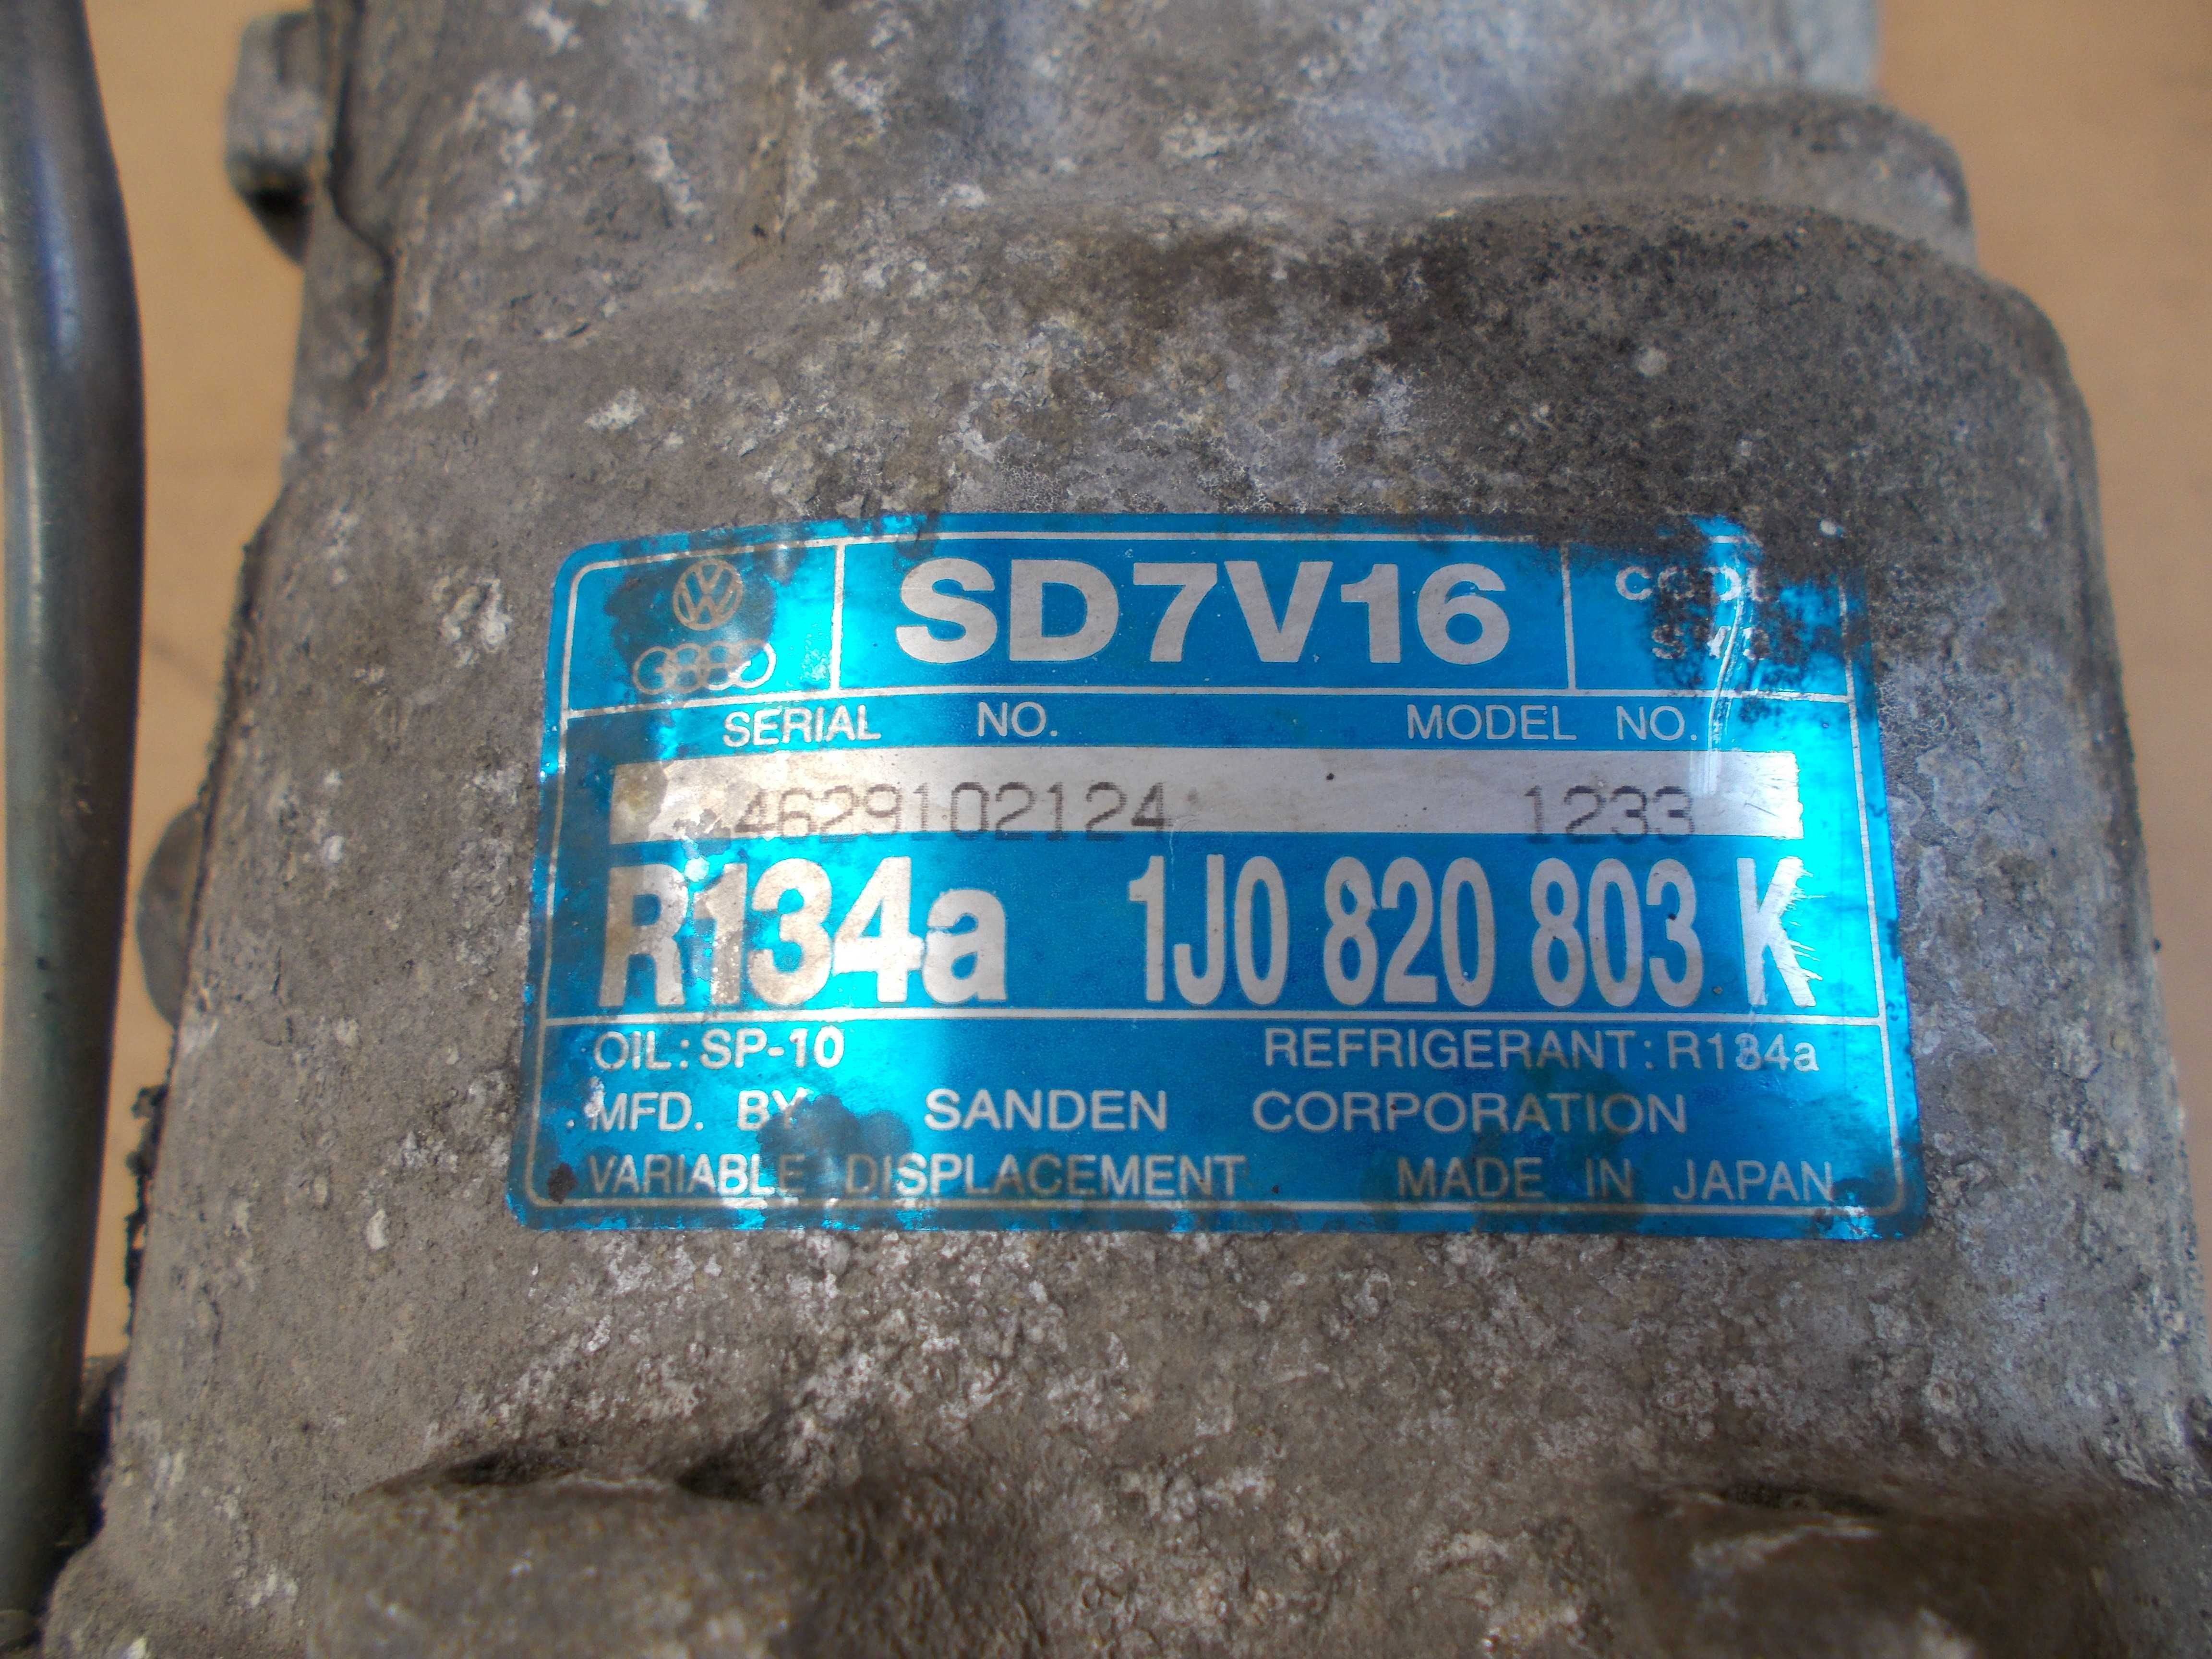 SD7V16
SERIAL NO. MODEL NO.
4629102124 1233
R134a 1J0 820 803 K
OIL: SP-10 REFRIGERANT: R134a
MFD. BY SANDEN CORPORATION
VARIABLE DISPLACEMENT MADE IN JAPAN